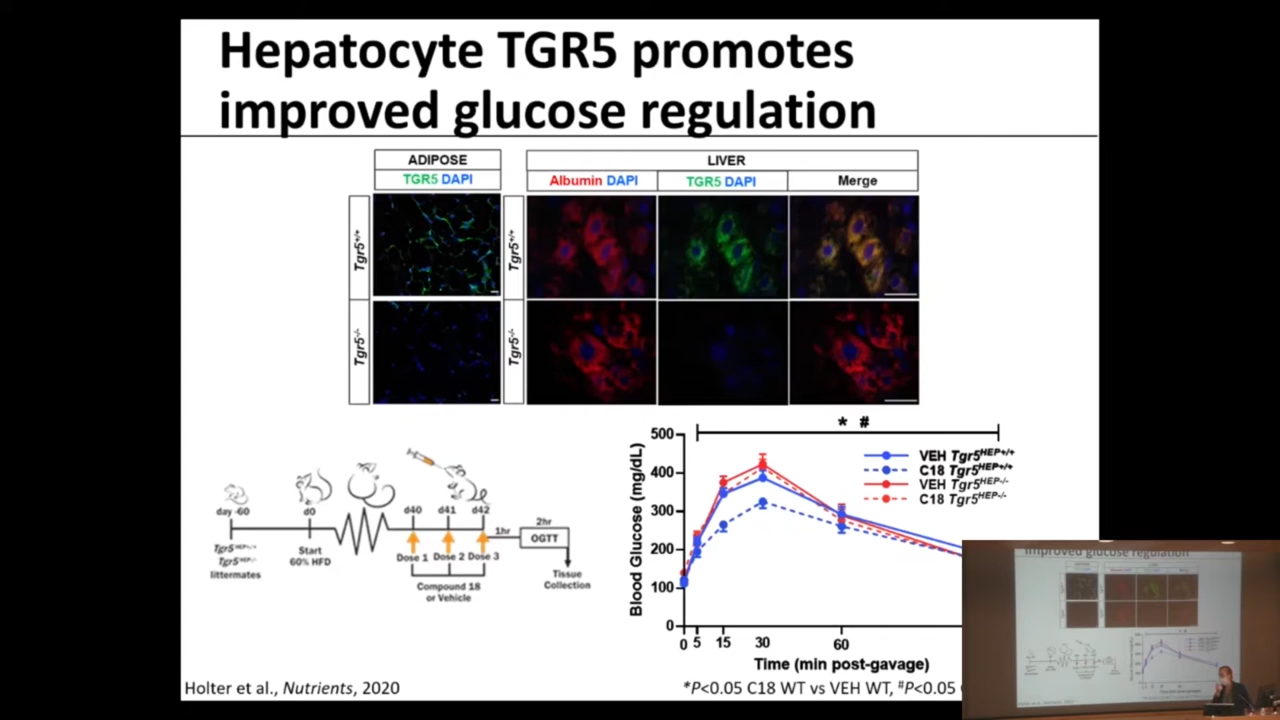 Hepatocyte TGR5 promotes
improved glucose regulation
ADIPOSE
LIVER
TGR5 DAPI
Albumin DAPI
TGR5 DAPI
Merge
Tgr5+/+
Tgr5+/+
Tgr5-/-
Tgr5-/-
* #
500
400
300
200
100
0
Blood Glucose (mg/dL)
VEH Tgr5HEP+/+
C18 Tgr5HEP+/+
VEH Tgr5HEP-/-
C18 Tgr5HEP-/-
0 5 15 30 60
Time (min post-gavage)
day -60
d0
d40
d41
d42
1hr
2hr
OGTT
Tgr5HEP+/+
Tgr5HEP-/-
littermates
Start
60% HFD
Dose 1
Dose 2
Dose 3
Compound 18
or Vehicle
Tissue
Collection
Holter et al., Nutrients, 2020
*P<0.05 C18 WT vs VEH WT, #P<0.05
improved glucose regulation